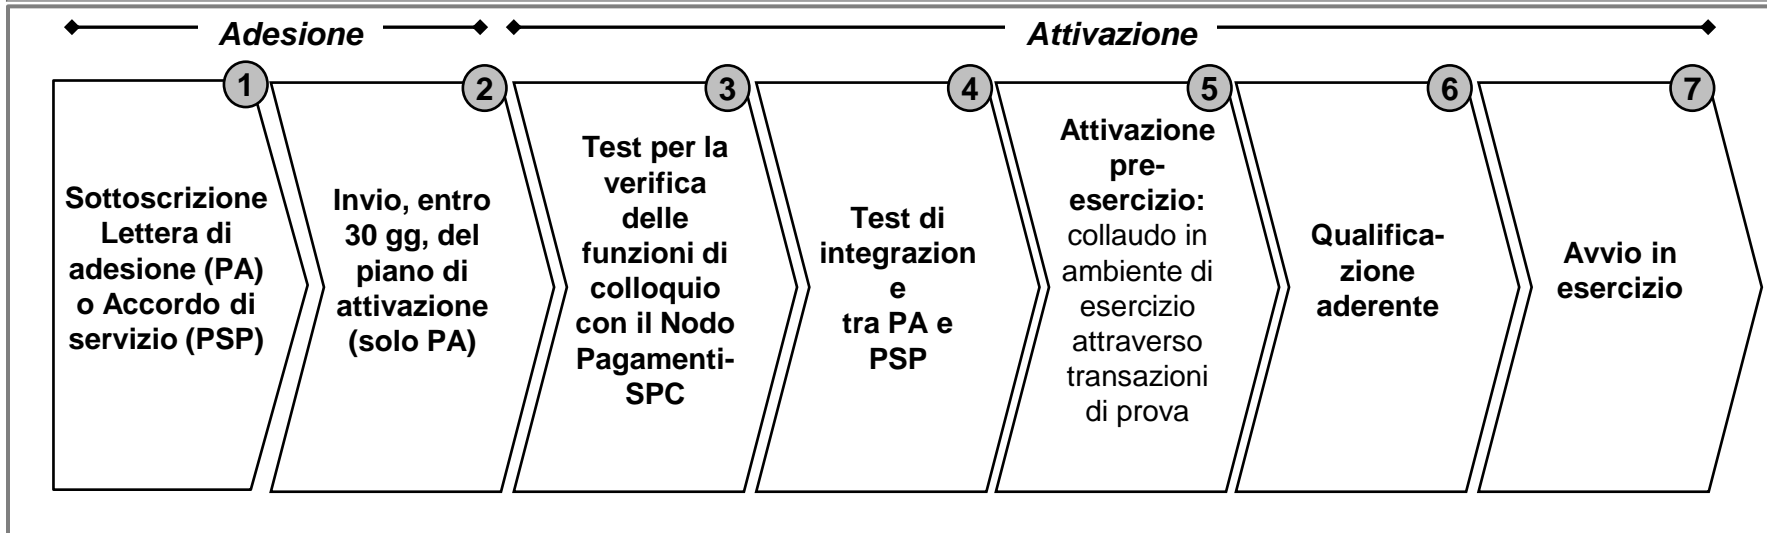 Adesione
Attivazione
1
Sottoscrizione
Lettera di
adesione (PA)
o Accordo di
servizio (PSP)
2
Invio, entro
30 gg, del
piano di
attivazione
(solo PA)
3
Test per la
verifica
delle
funzioni di
colloquio
con il Nodo
Pagamenti-
SPC
4
Test di
integrazion
e
tra PA e
PSP
5
Attivazione
pre-
esercizio:
collaudo in
ambiente di
esercizio
attraverso
transazioni
di prova
6
Qualifica-
zione
aderente
7
Avvio in
esercizio